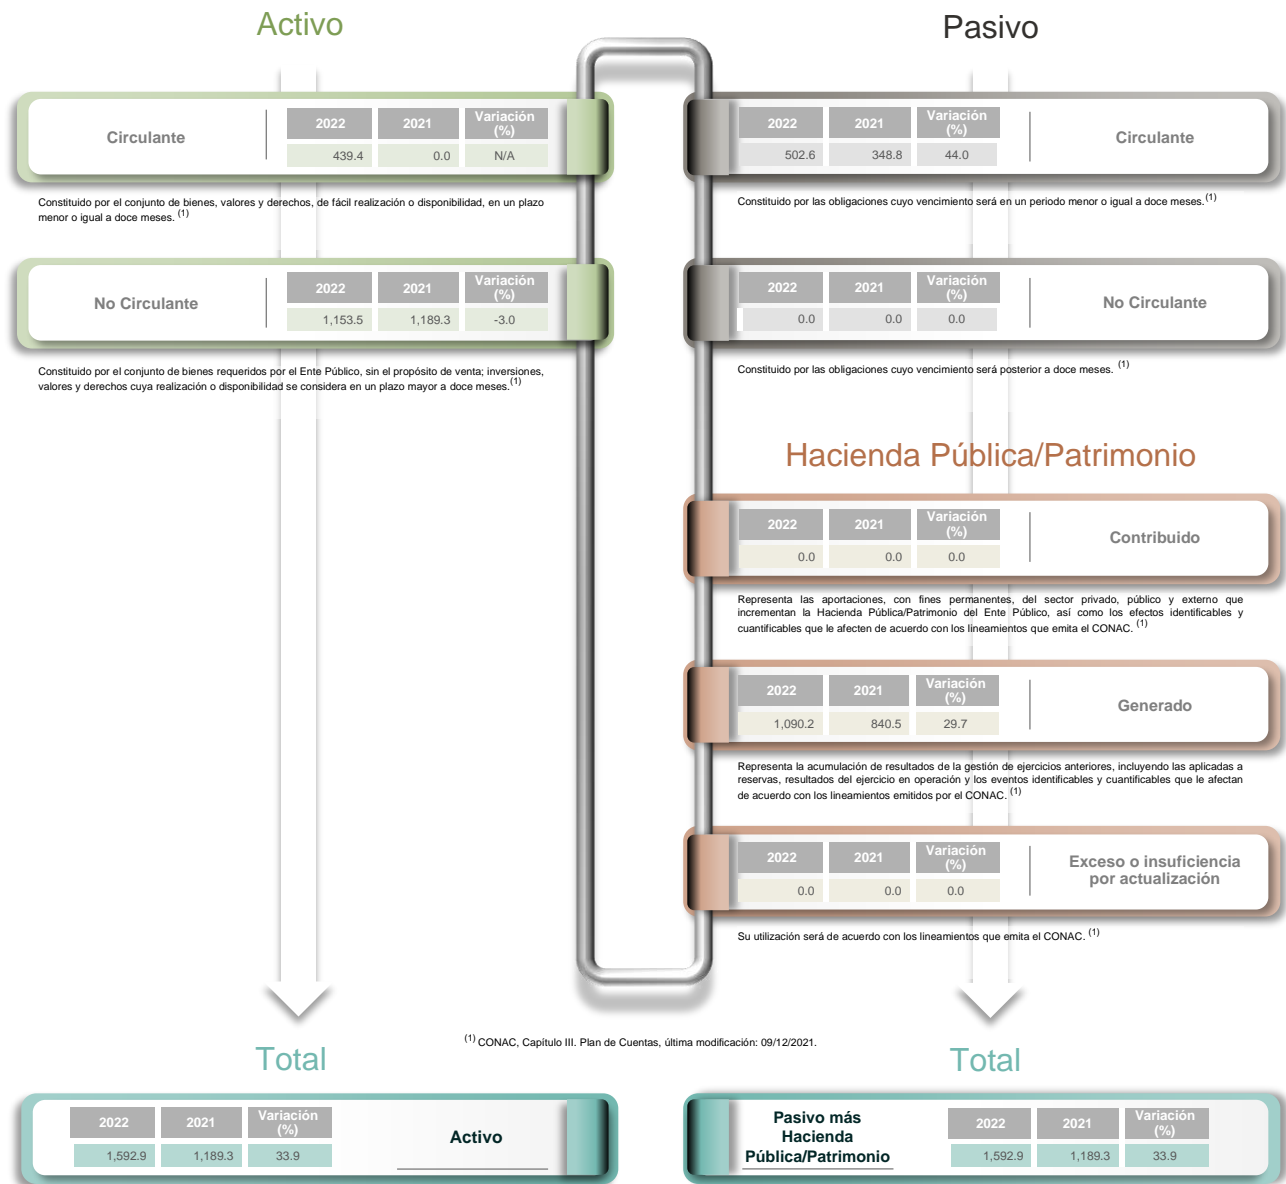 Activo
Circulante
2022 2021 Variación (%)
439.4 0.0 N/A
Constituido por el conjunto de bienes, valores y derechos, de fácil realización o disponibilidad, en un plazo
menor o igual a doce meses. (1)
No Circulante
2022 2021 Variación (%)
1,153.5 1,189.3 -3.0
Constituido por el conjunto de bienes requeridos por el Ente Público, sin el propósito de venta; inversiones,
valores y derechos cuya realización o disponibilidad se considera en un plazo mayor a doce meses.(1)
Pasivo
2022 2021 Variación (%)
502.6 348.8 44.0
Circulante
Constituido por las obligaciones cuyo vencimiento será en un periodo menor o igual a doce meses.(1)
2022 2021 Variación (%)
0.0 0.0 0.0
No Circulante
Constituido por las obligaciones cuyo vencimiento será posterior a doce meses. (1)
Hacienda Pública/Patrimonio
2022 2021 Variación (%)
0.0 0.0 0.0
Contribuido
Representa las aportaciones, con fines permanentes, del sector privado, público y externo que
incrementan la Hacienda Pública/Patrimonio del Ente Público, así como los efectos identificables y
cuantificables que le afecten de acuerdo con los lineamientos que emita el CONAC. (1)
2022 2021 Variación (%)
1,090.2 840.5 29.7
Generado
Representa la acumulación de resultados de la gestión de ejercicios anteriores, incluyendo las aplicadas a
reservas, resultados del ejercicio en operación y los eventos identificables y cuantificables que le afectan
de acuerdo con los lineamientos emitidos por el CONAC. (1)
2022 2021 Variación (%)
0.0 0.0 0.0
Exceso o insuficiencia
por actualización
Su utilización será de acuerdo con los lineamientos que emita el CONAC. (1)
(1) CONAC, Capítulo III. Plan de Cuentas, última modificación: 09/12/2021.
Total
2022 2021 Variación (%)
1,592.9 1,189.3 33.9
Activo
Total
Pasivo más
Hacienda
Pública/Patrimonio
2022 2021 Variación (%)
1,592.9 1,189.3 33.9